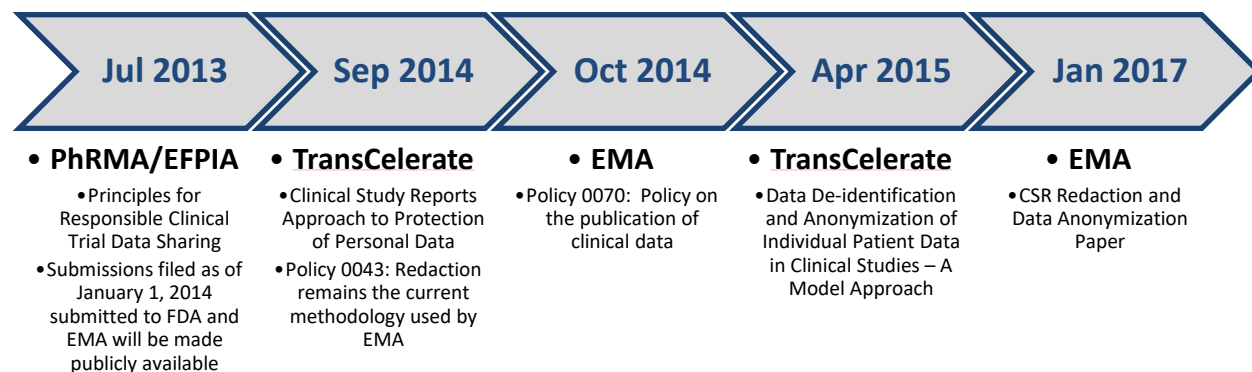 Jul 2013
Sep 2014
Oct 2014
Apr 2015
Jan 2017
• PhRMA/EFPIA
•Principles for
Responsible Clinical
Trial Data Sharing
•Submissions filed as of
January 1, 2014
submitted to FDA and
EMA will be made
publicly available
• TransCelerate
•Clinical Study Reports
Approach to Protection
of Personal Data
•Policy 0043: Redaction
remains the current
methodology used by
EMA
• EMA
•Policy 0070:  Policy on
the publication of
clinical data
• TransCelerate
•Data De-identification
and Anonymization of
Individual Patient Data
in Clinical Studies – A
Model Approach
• EMA
•CSR Redaction and
Data Anonymization
Paper